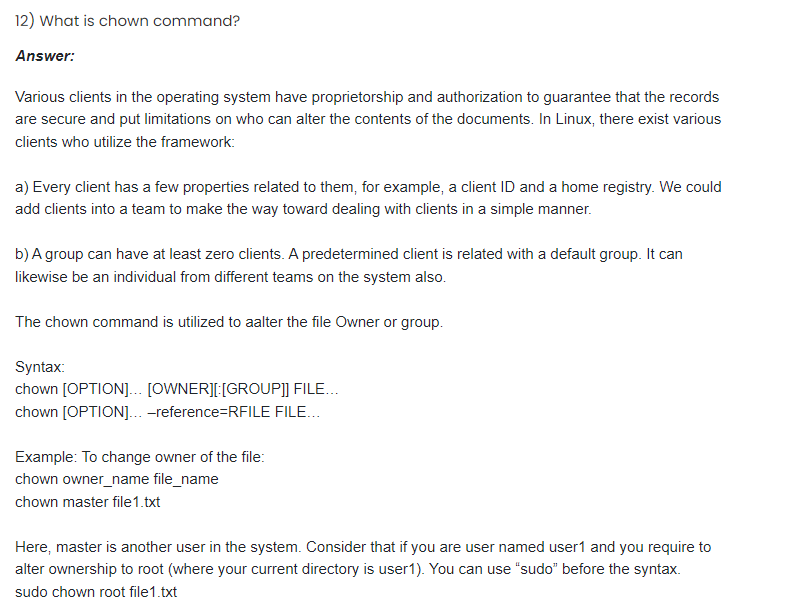 12) What is chown command?
Answer:
Various clients in the operating system have proprietorship and authorization to guarantee that the records
are secure and put limitations on who can alter the contents of the documents. In Linux, there exist various
clients who utilize the framework:
a) Every client has a few properties related to them, for example, a client ID and a home registry. We could
add clients into a team to make the way toward dealing with clients in a simple manner.
b) A group can have at least zero clients. A predetermined client is related with a default group. It can
likewise be an individual from different teams on the system also.
The chown command is utilized to aalter the file Owner or group.
Syntax:
chown [OPTION]… [OWNER][:[GROUP]] FILE…
chown [OPTION]… –reference=RFILE FILE…
Example: To change owner of the file:
chown owner_name file_name
chown master file1.txt
Here, master is another user in the system. Consider that if you are user named user1 and you require to
alter ownership to root (where your current directory is user1). You can use “sudo” before the syntax.
sudo chown root file1.txt